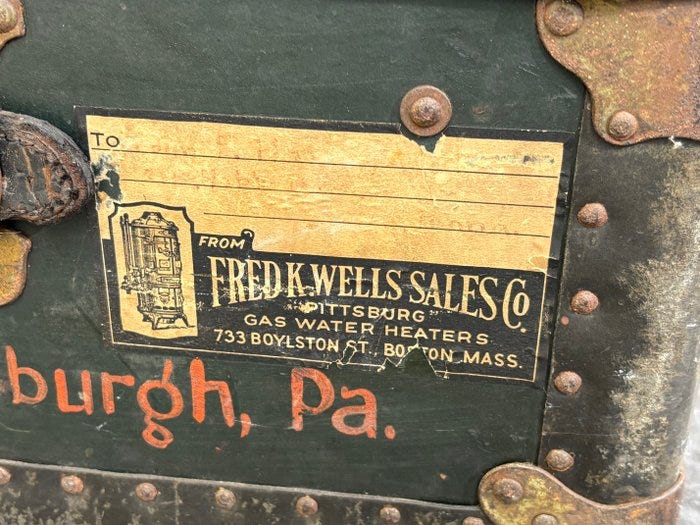 TO
FROM
FRED K. WELLS SALES CO.
"PITTSBURG"
GAS WATER HEATERS
733 BOYLSTON ST., BOSTON, MASS.
burgh, Pa.